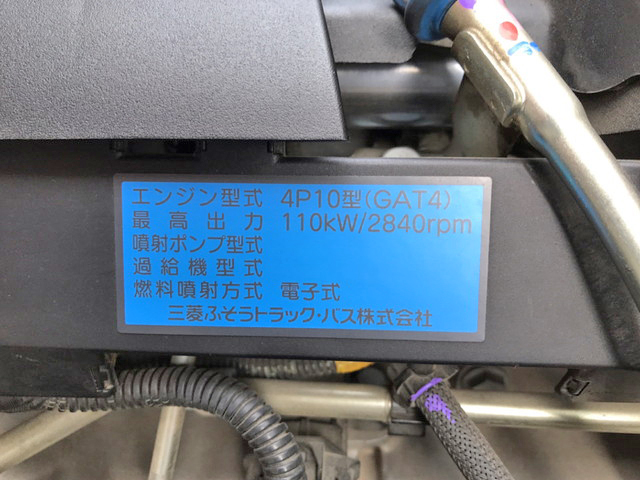 エンジン型式 4P10型(GAT4)
最高出力 110kW/2840rpm
噴射ポンプ型式
過給機型式
燃料噴射方式 電子式
三菱ふそうトラック・バス株式会社